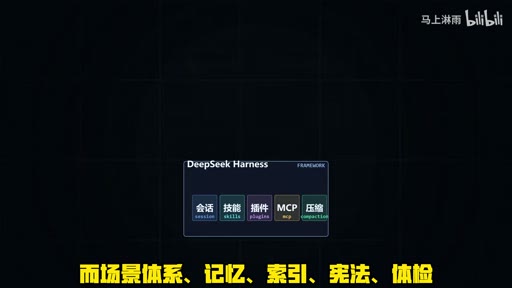 马上淋雨 bilibili
DeepSeek Harness FRAMEWORK
会话 技能 插件 MCP 压缩
session skills plugins mcp compaction
而场景体系、记忆、索引、宪法、体检